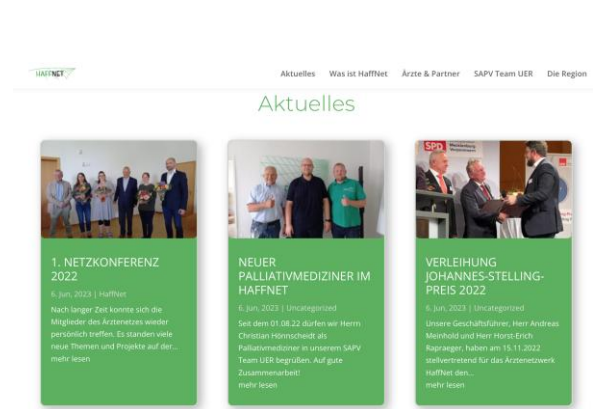 HAFFNET
Aktuelles Was ist HaffNet Ärzte & Partner SAPV Team UER Die Region
Aktuelles
SPD
1. NETZKONFERENZ
2022
6. Jun, 2023 | HaffNet
Nach langer Zeit konnte sich die
Mitglieder des Ärztenetzes wieder
persönlich treffen. Es standen viele
neue Themen und Projekte auf der...
mehr lesen
NEUER
PALLIATIVMEDIZINER IM
HAFFNET
6. Jun, 2023 | Uncategorized
Seit dem 01.08.22 dürfen wir Herrn
Christian Hönnscheidt als
Palliativmediziner in unserem SAPV
Team UER begrüßen. Auf gute
Zusammenarbeit!
mehr lesen
VERLEIHUNG
JOHANNES-STELLING-
PREIS 2022
6. Jun, 2023 | Uncategorized
Unsere Geschäftsführer, Herr Andreas
Meinhold und Herr Horst-Erich
Rapraeger, haben am 15.11.2022
stellvertretend für das Ärztenetzwerk
HaffNet den...
mehr lesen